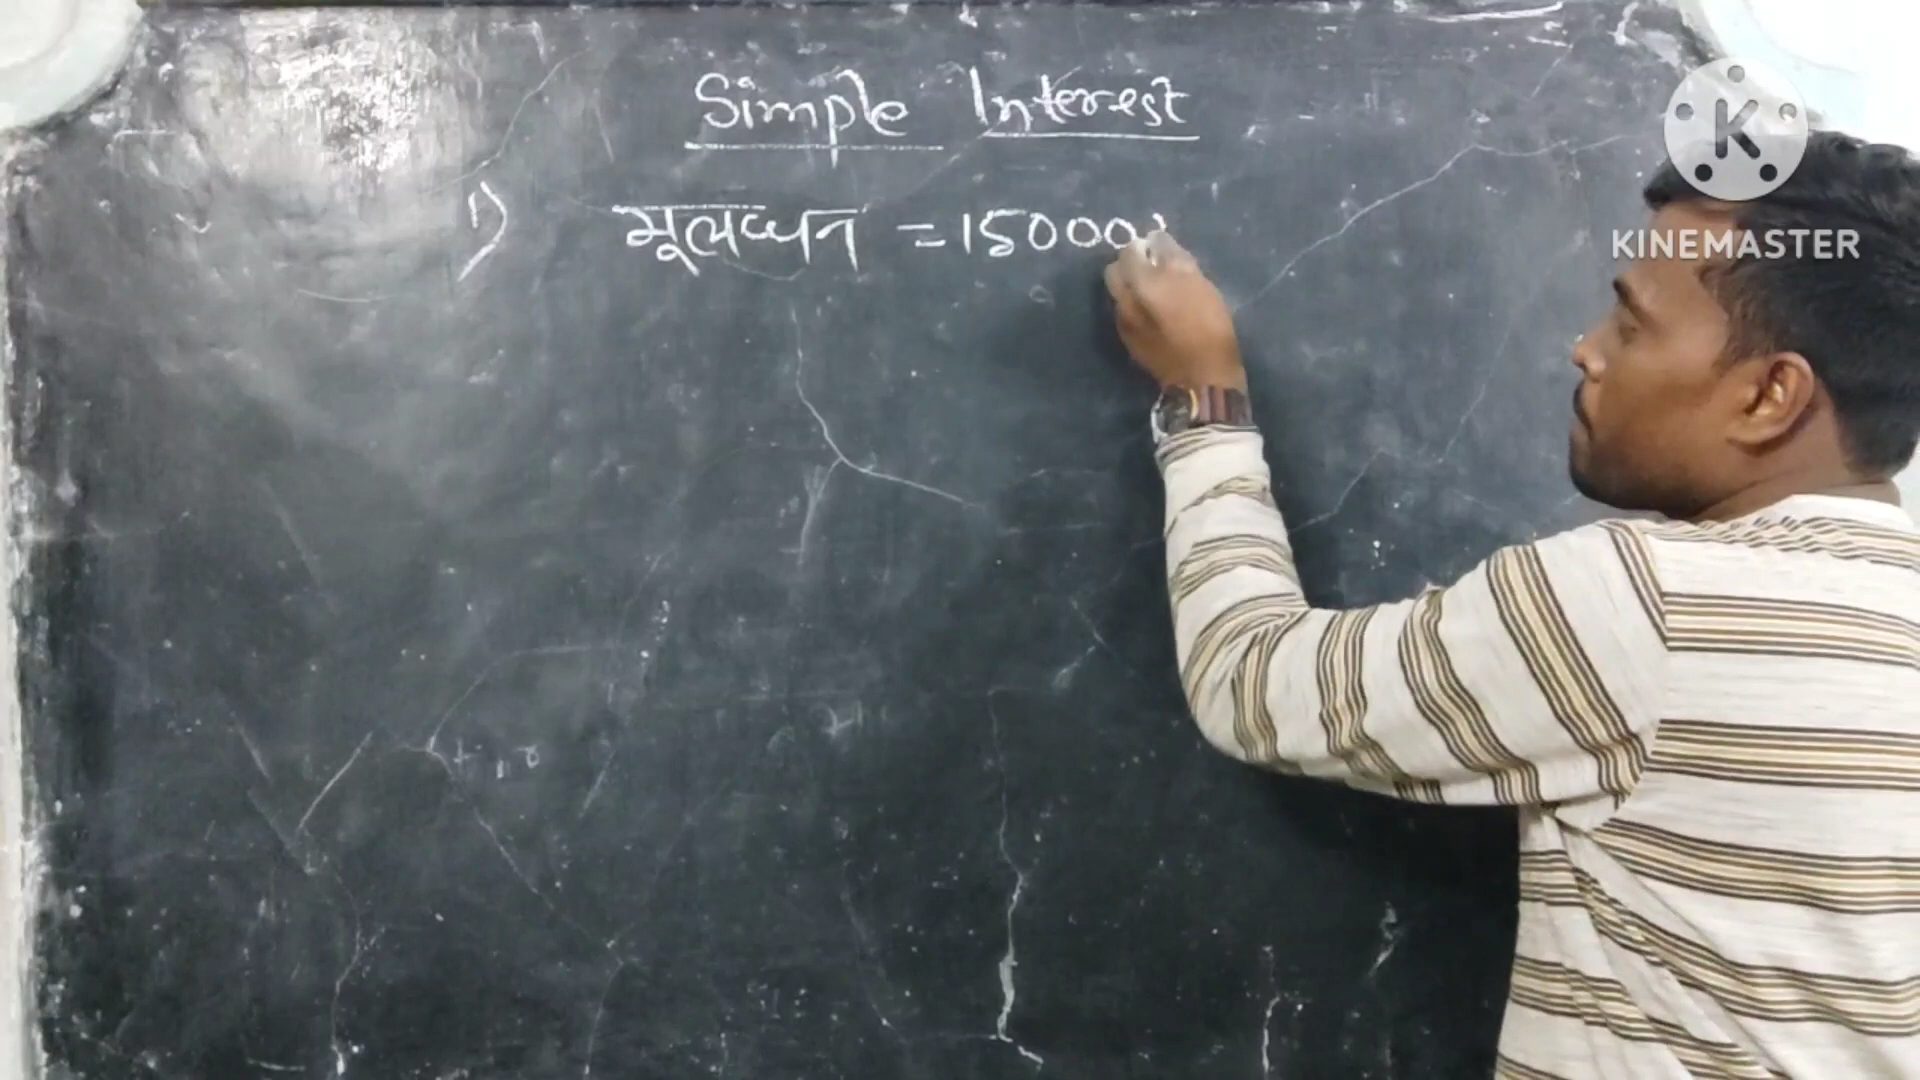 Simple Interest
1) मूलधन = 15000
K
KINEMASTER